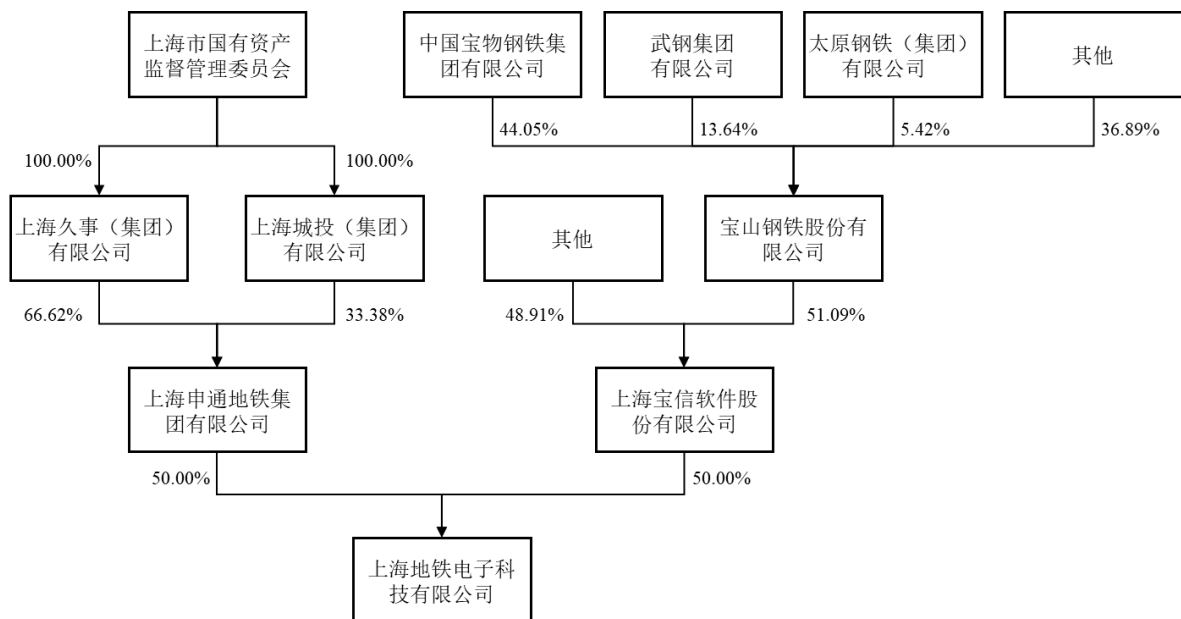 上海市国有资产
监督管理委员会
中国宝物钢铁集
团有限公司
武钢集团
有限公司
太原钢铁（集团）
有限公司
其他
44.05%
13.64%
5.42%
36.89%
100.00%
100.00%
上海久事（集团）
有限公司
上海城投（集团）
有限公司
其他
宝山钢铁股份有
限公司
66.62%
33.38%
48.91%
51.09%
上海申通地铁集
团有限公司
上海宝信软件股
份有限公司
50.00%
50.00%
上海地铁电子科
技有限公司